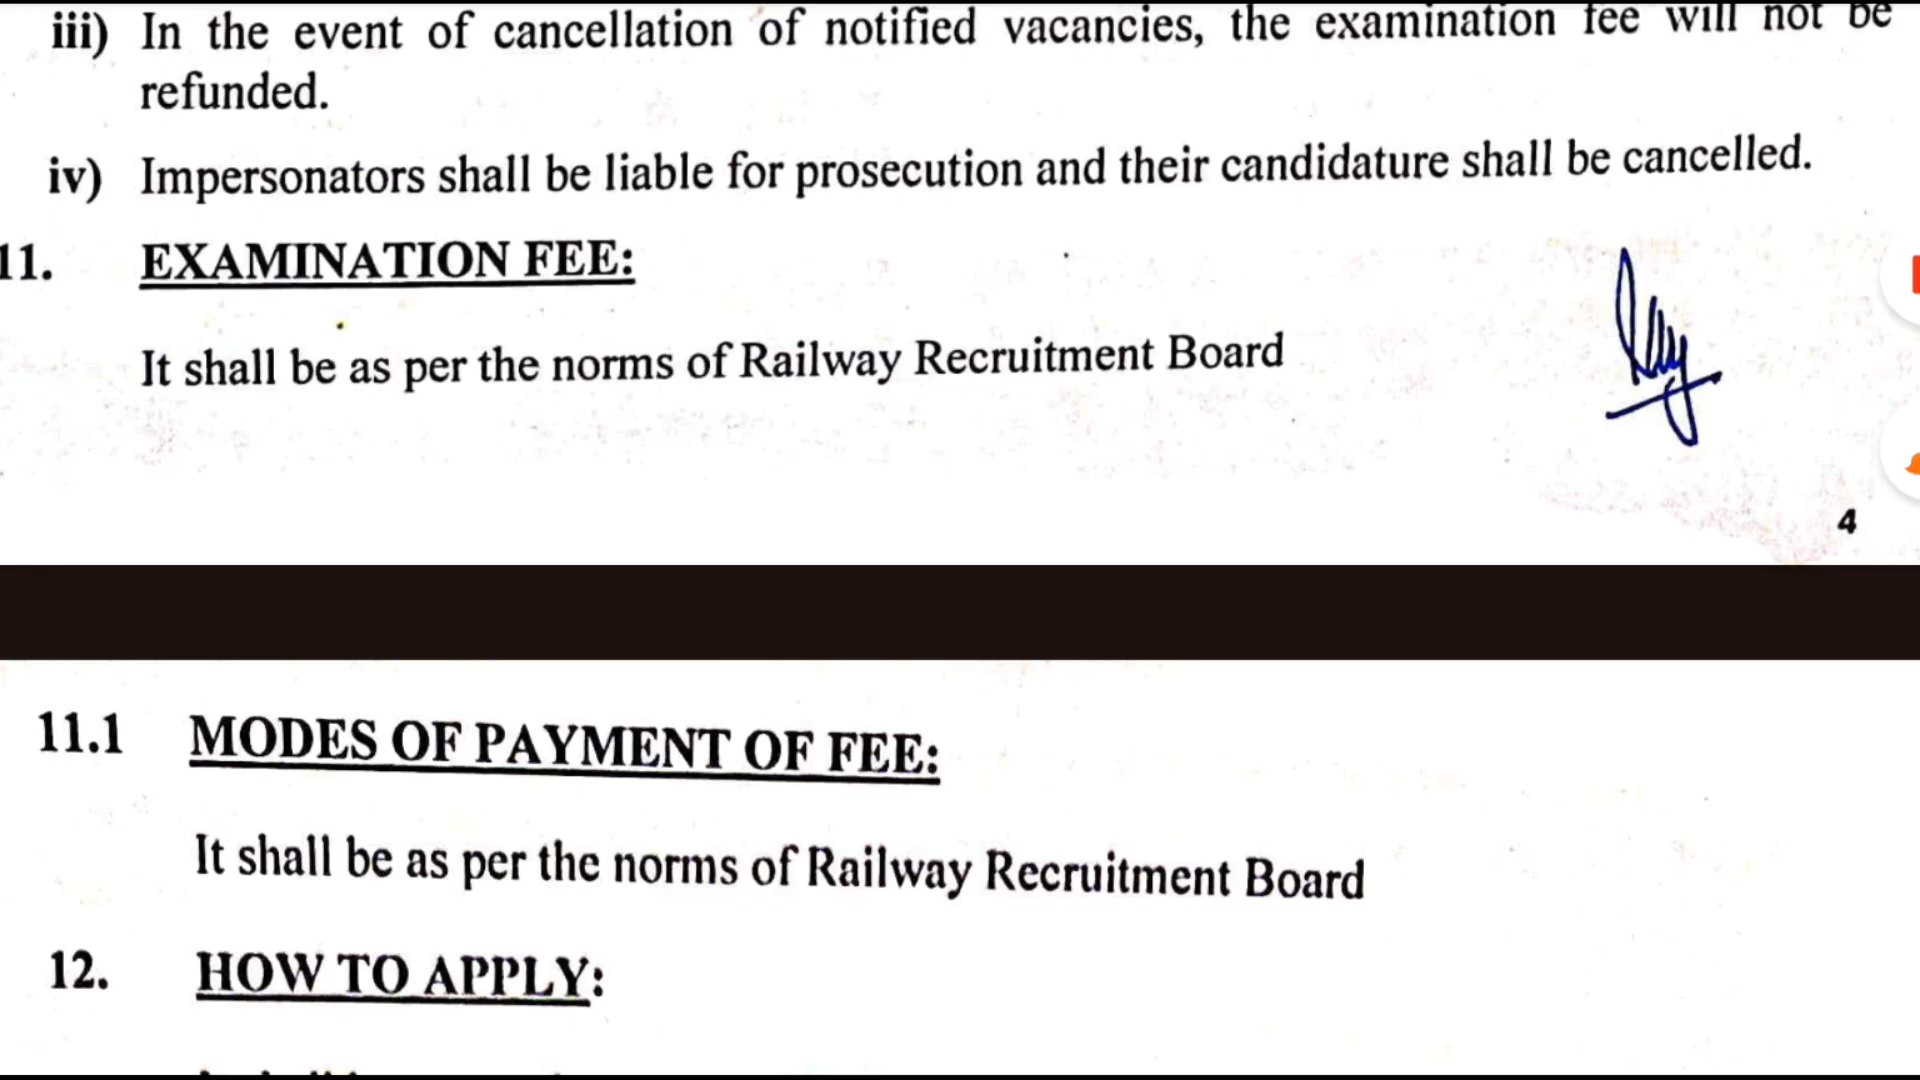 iii) In the event of cancellation of notified vacancies, the examination fee will not be
refunded.
iv) Impersonators shall be liable for prosecution and their candidature shall be cancelled.
11. EXAMINATION FEE:
It shall be as per the norms of Railway Recruitment Board
4
11.1 MODES OF PAYMENT OF FEE:
It shall be as per the norms of Railway Recruitment Board
12. HOW TO APPLY: